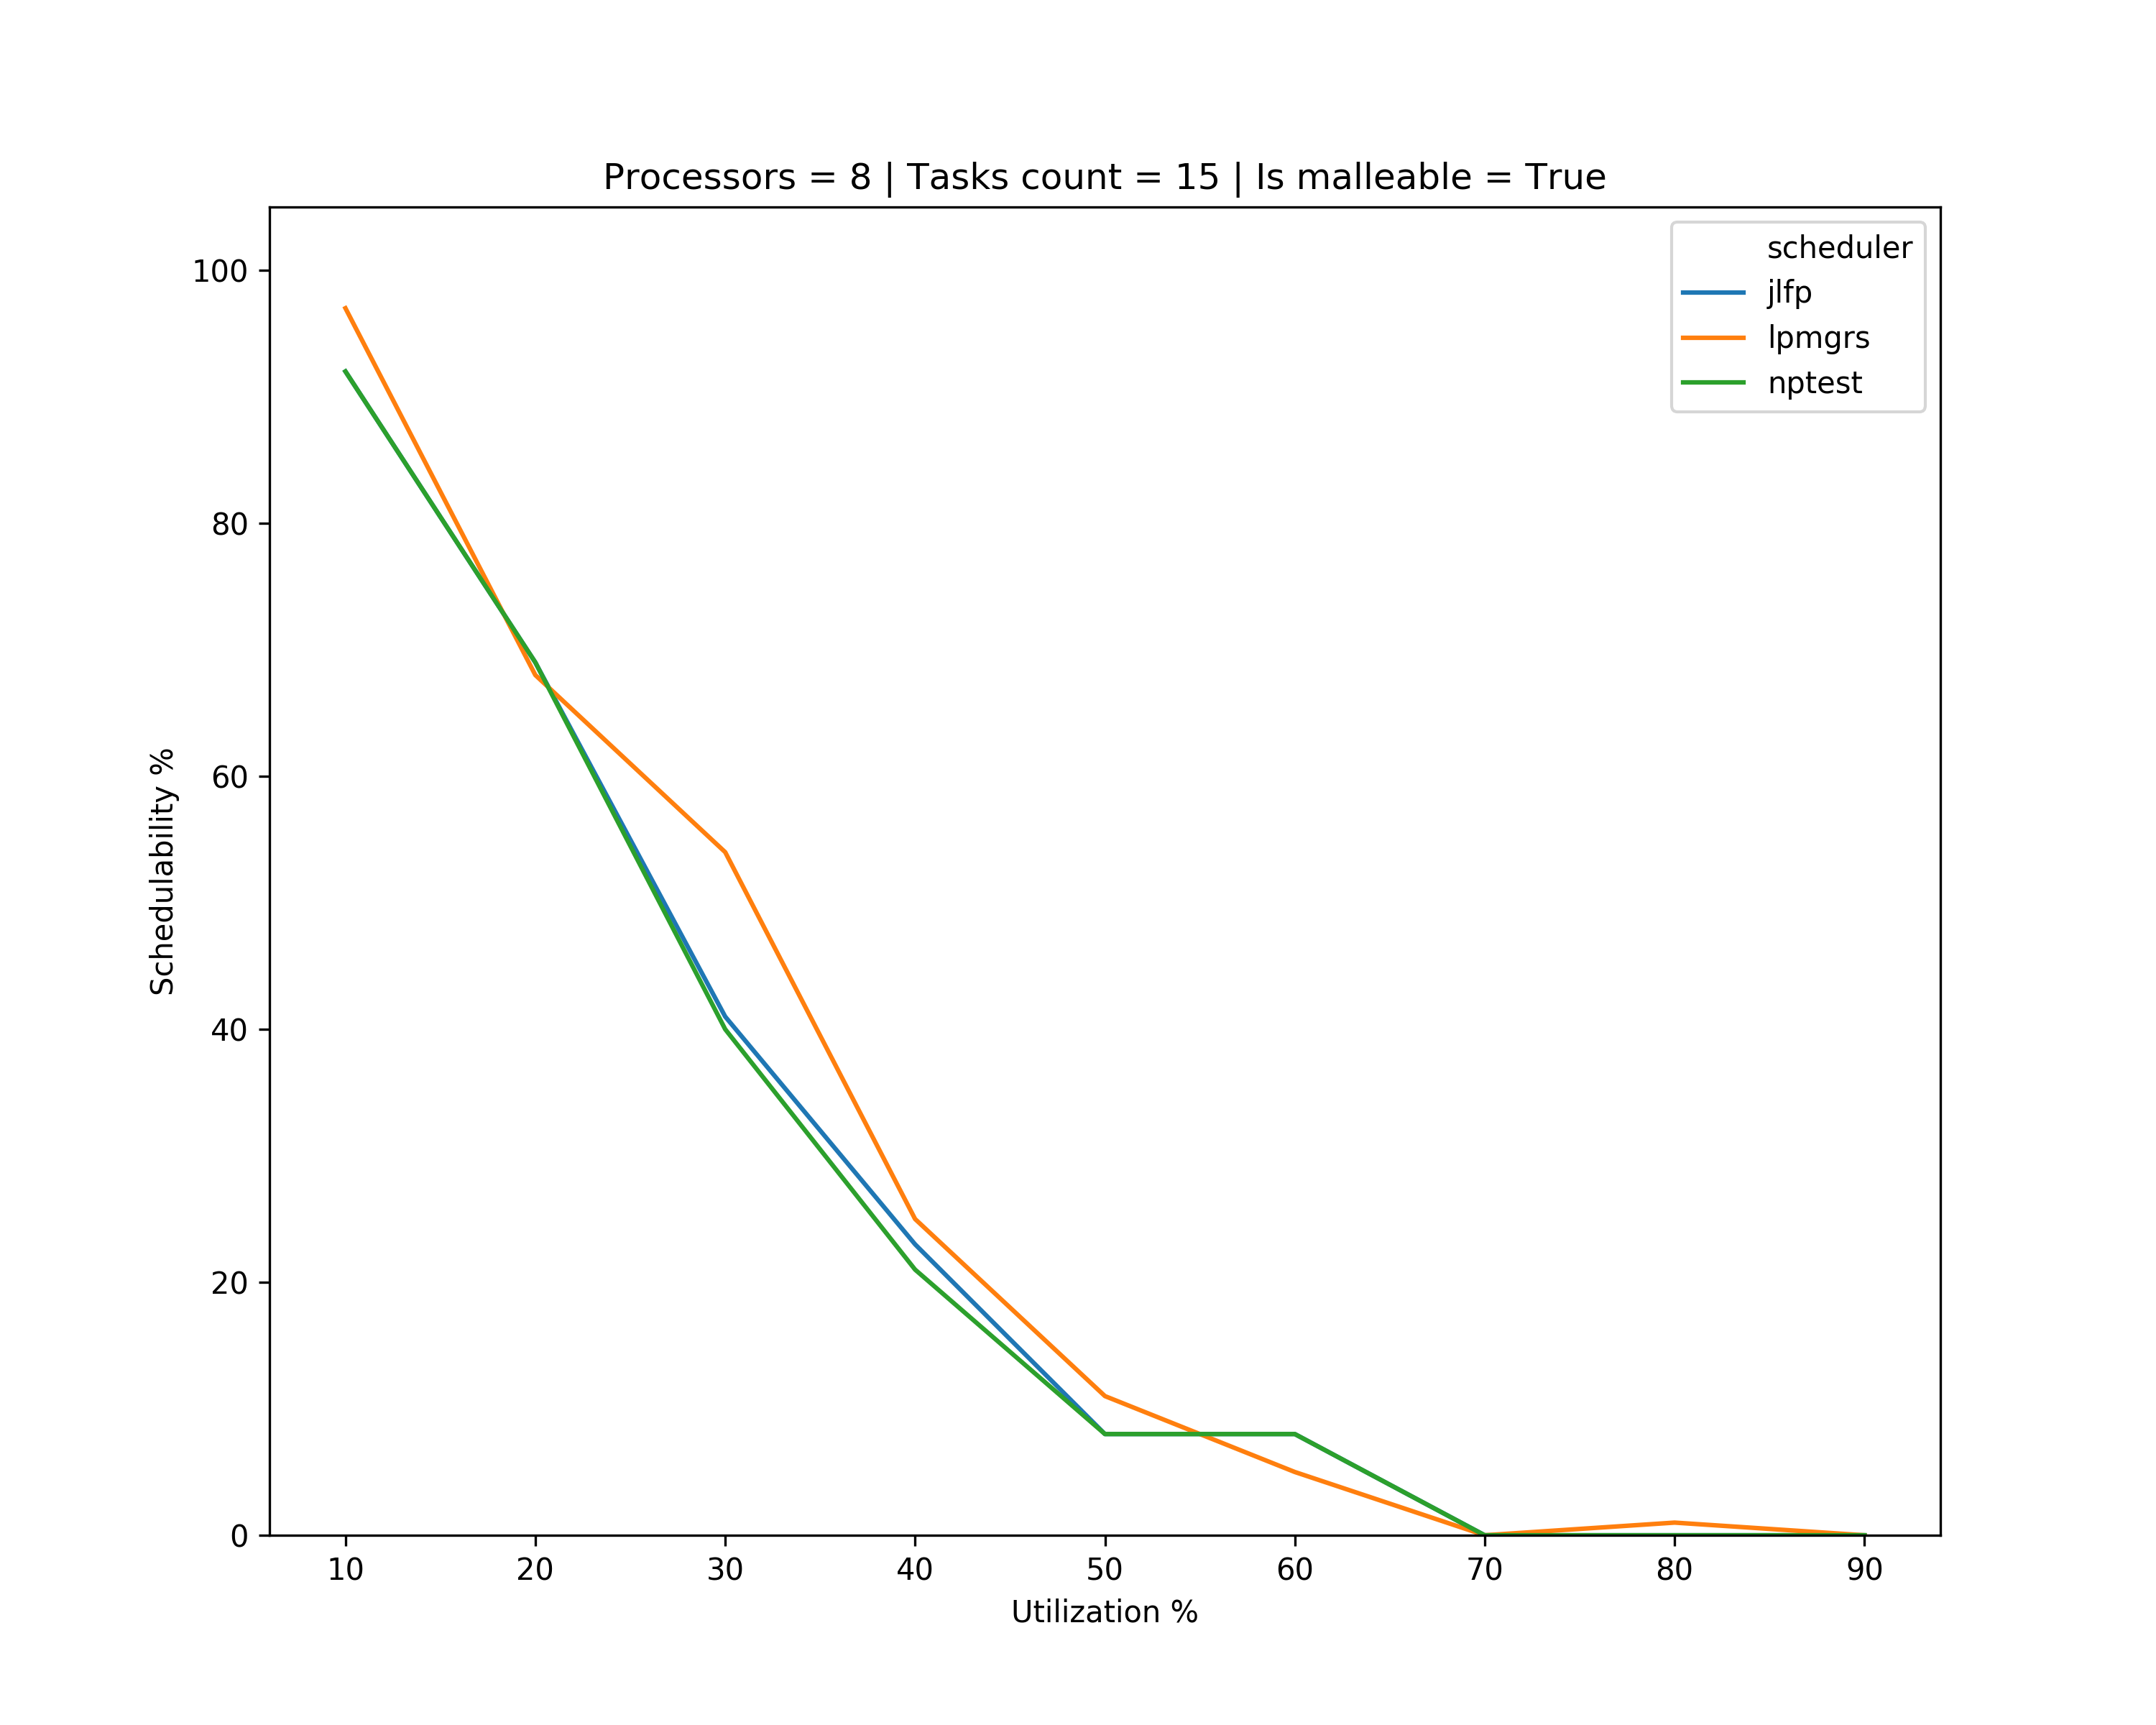 Processors = 8 | Tasks count = 15 | Is malleable = True
scheduler
jlfp
lpmgrs
nptest
Schedulability %
100
80
60
40
20
0
10 20 30 40 50 60 70 80 90
Utilization %